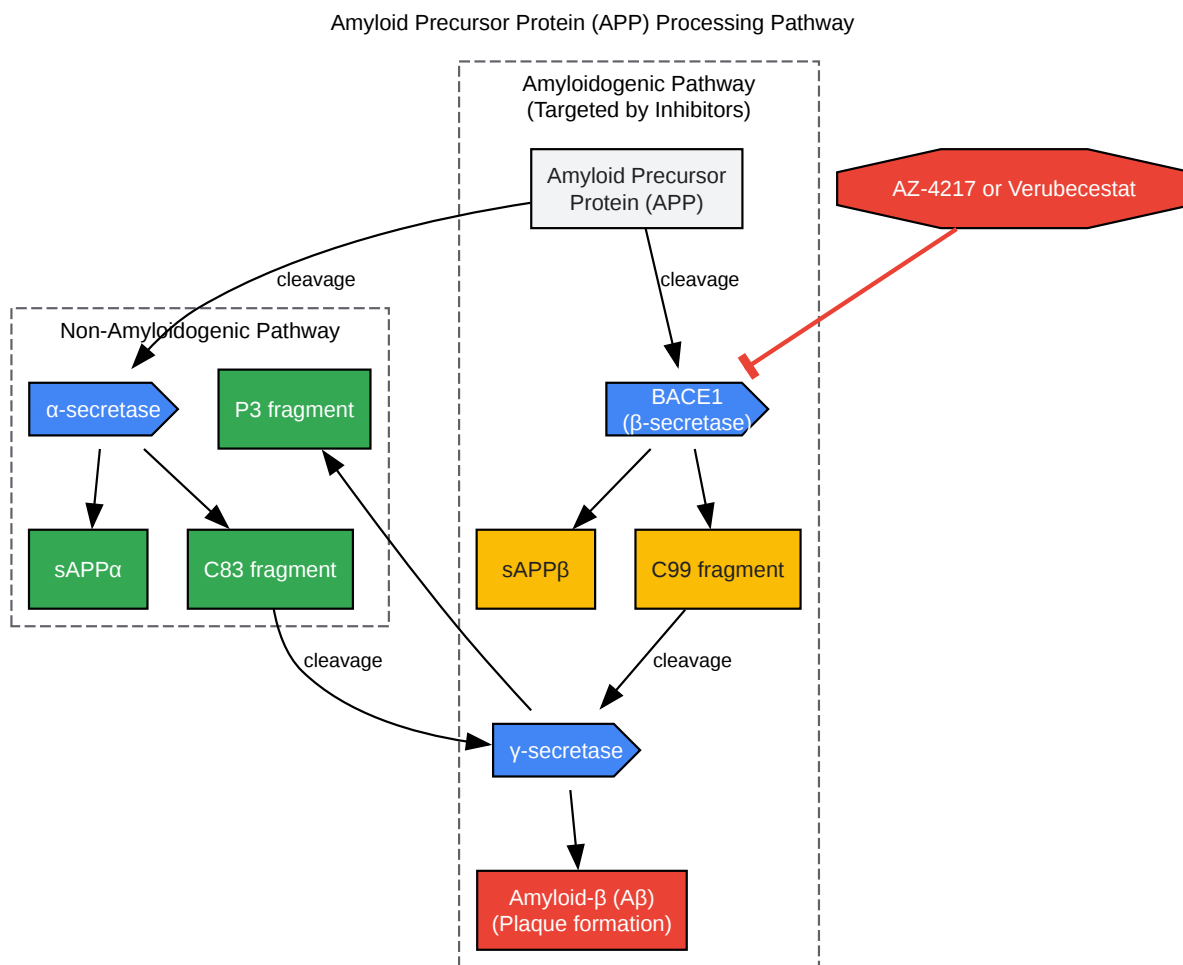 Amyloid Precursor Protein (APP) Processing Pathway
Amyloidogenic Pathway
(Targeted by Inhibitors)
Amyloid Precursor
Protein (APP)
AZ-4217 or Verubecestat
cleavage
cleavage
Non-Amyloidogenic Pathway
α-secretase
P3 fragment
BACE1
(β-secretase)
sAPPα
C83 fragment
sAPPβ
C99 fragment
cleavage
cleavage
γ-secretase
Amyloid-β (Aβ)
(Plaque formation)